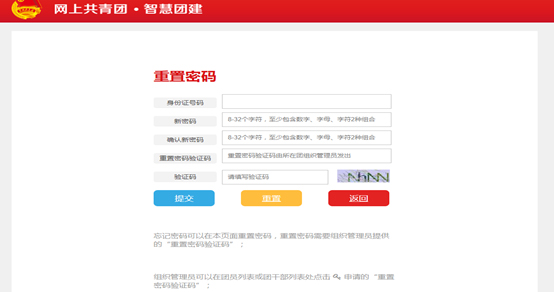 网上共青团·智慧团建
重置密码
身份证号码
新密码 8-32个字符，至少包含数字、字母、字符2种组合
确认新密码 8-32个字符，至少包含数字、字母、字符2种组合
重置密码验证码 重置密码验证码由所在团组织管理员发出
验证码 请填写验证码
提交 重置 返回
忘记密码可以在本页面重置密码，重置密码需要组织管理员提供
的“重置密码验证码”；
组织管理员可以在团员列表或团干部列表处点击 申请的“重置
密码验证码”；